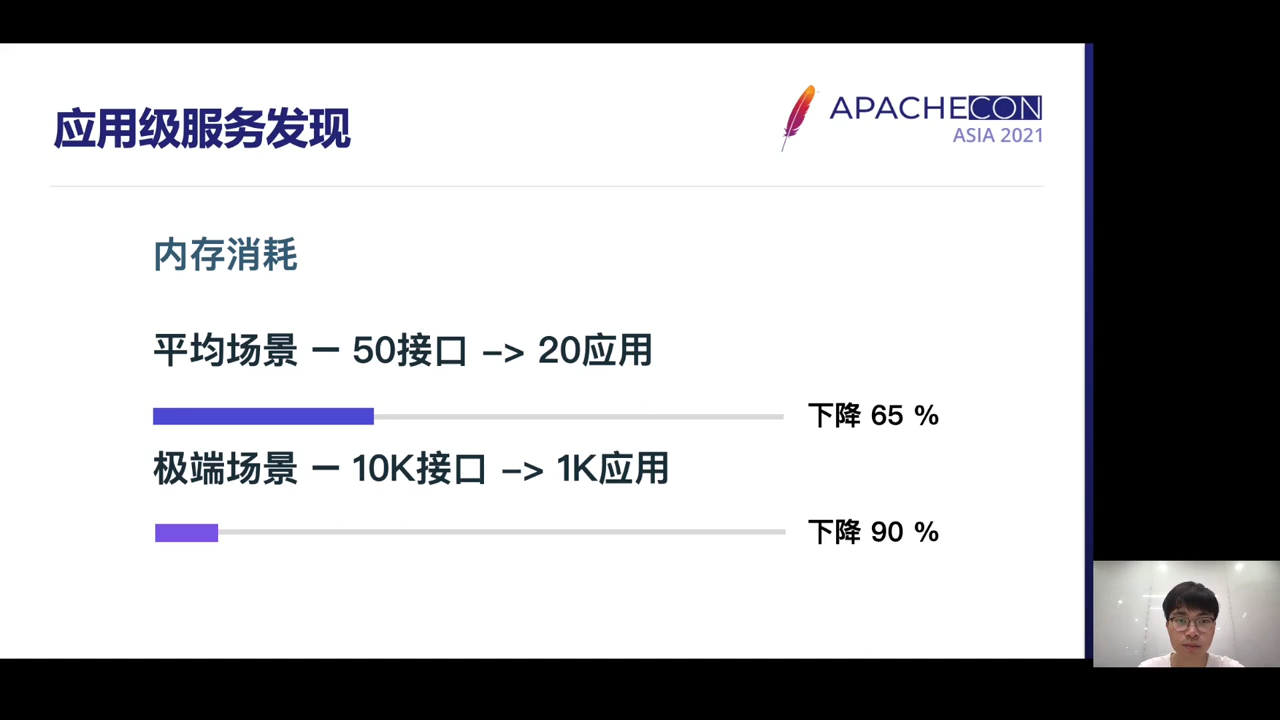 应用级服务发现
APACHECON
ASIA 2021
内存消耗
平均场景 — 50接口 -> 20应用
下降 65 %
极端场景 — 10K接口 -> 1K应用
下降 90 %